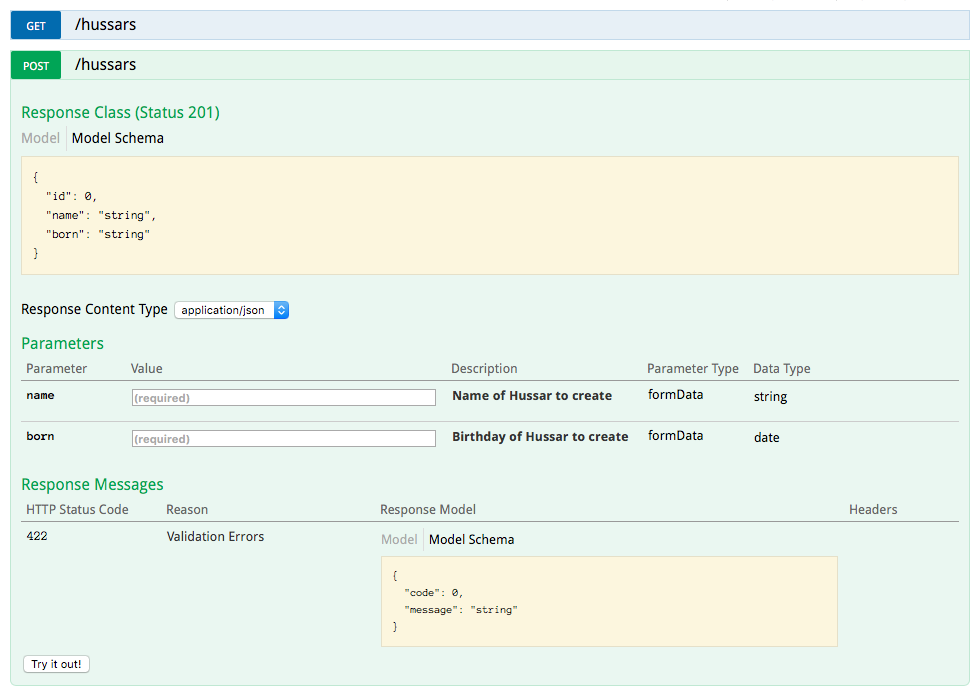 GET /hussars
POST /hussars
Response Class (Status 201)
Model Model Schema
{
"id": 0,
"name": "string",
"born": "string"
}
Response Content Type application/json
Parameters
Parameter Value Description Parameter Type Data Type
name (required) Name of Hussar to create formData string
born (required) Birthday of Hussar to create formData date
Response Messages
HTTP Status Code Reason Response Model Headers
422 Validation Errors Model Model Schema
{
"code": 0,
"message": "string"
}
Try it out!